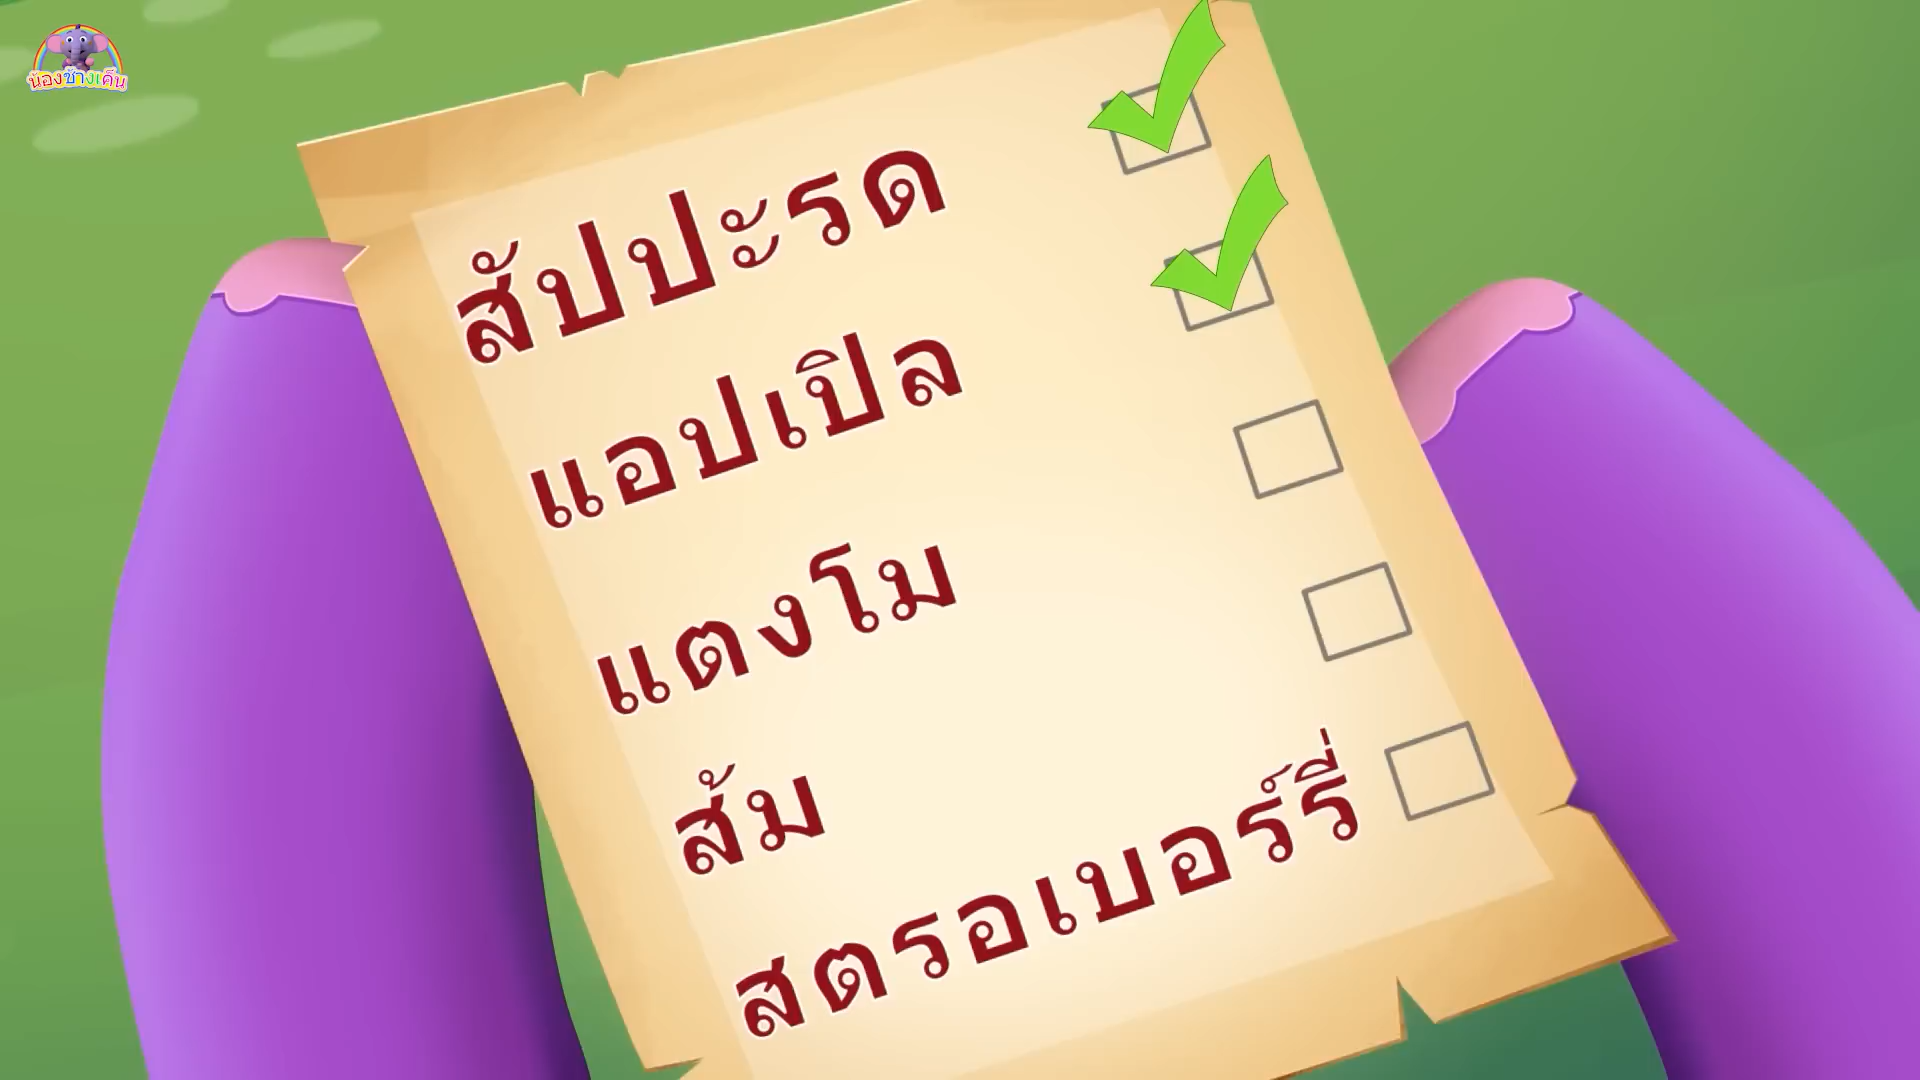 น้องช้างเค็น
สัปปะรด
แอปเปิล
แตงโม
ส้ม
สตรอเบอร์รี่